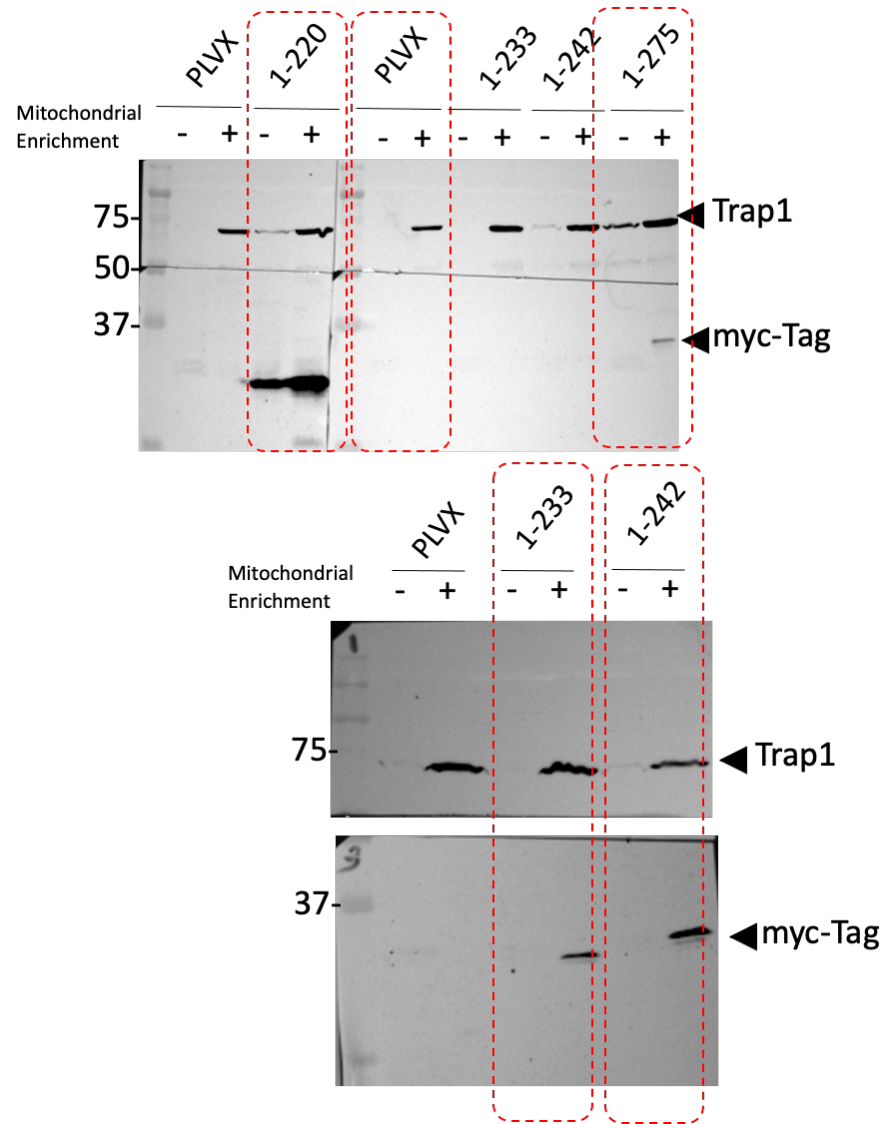 PLVX 1-220 PLVX 1-233 1-242 1-275
Mitochondrial
Enrichment - + - + - + - + - + - +
75- Trap1
50-
37- myc-Tag
PLVX 1-233 1-242
Mitochondrial
Enrichment - + - + - +
75- Trap1
37- myc-Tag